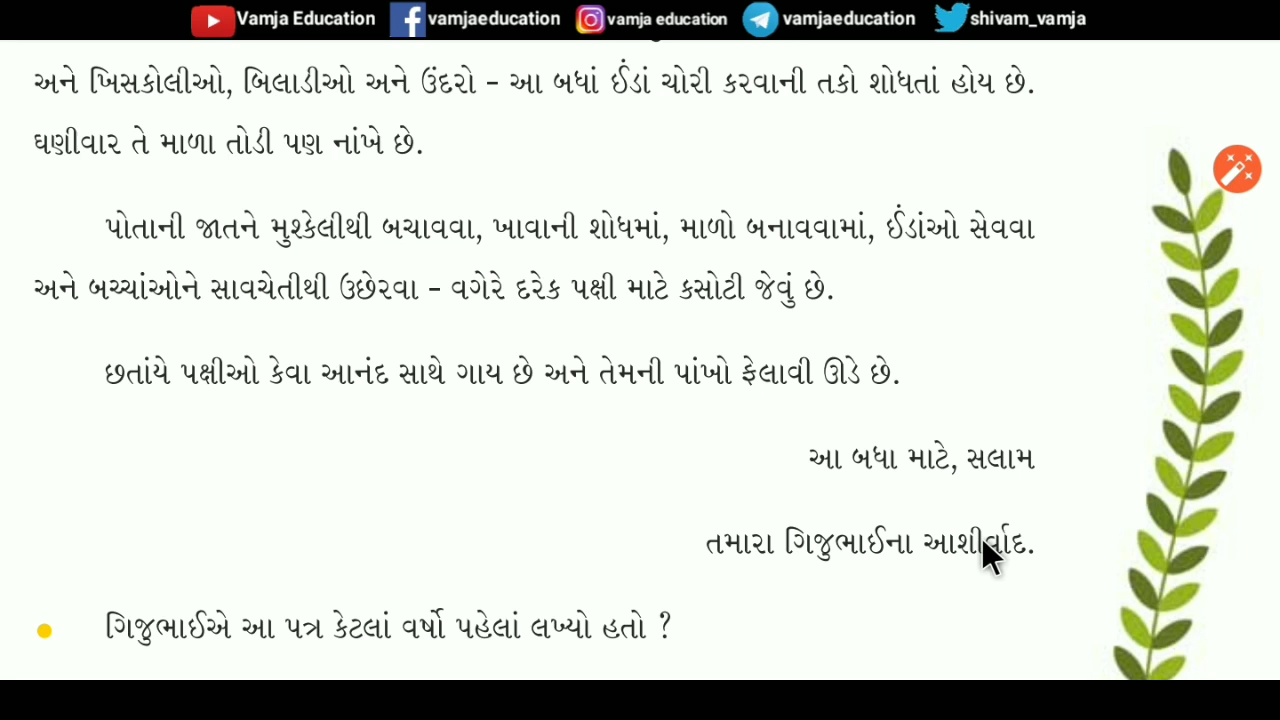 Vamja Education vamjaeducation vamja education vamjaeducation shivam_vamja
અને ખિસકોલીઓ, બિલાડીઓ અને ઉંદરો - આ બધાં ઈંડાં ચોરી કરવાની તકો શોધતાં હોય છે.
ઘણીવાર તે માળા તોડી પણ નાંખે છે.
પોતાની જાતને મુશ્કેલીથી બચાવવા, ખાવાની શોધમાં, માળો બનાવવામાં, ઈંડાંઓ સેવવા
અને બચ્ચાંઓને સાવચેતીથી ઉછેરવા - વગેરે દરેક પક્ષી માટે કસોટી જેવું છે.
છતાંયે પક્ષીઓ કેવા આનંદ સાથે ગાય છે અને તેમની પાંખો ફેલાવી ઊડે છે.
આ બધા માટે, સલામ
તમારા ગિજુભાઈના આશીર્વાદ.
ગિજુભાઈએ આ પત્ર કેટલાં વર્ષો પહેલાં લખ્યો હતો ?